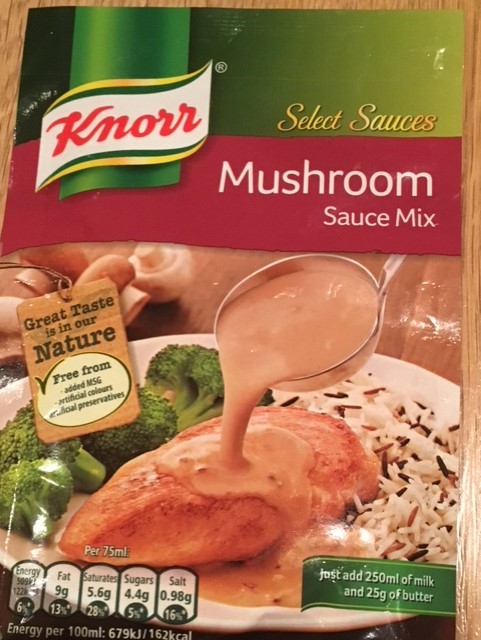 Knorr®
Select Sauces
Mushroom
Sauce Mix
Great Taste
is in our
Nature
Free from
- added MSG
- artificial colours
artificial preservatives
Per 75ml
Energy
Fat
9g
13%
Saturates
5.6g
28%
Sugars
4.4g
5%
Salt
0.98g
16%
Energy per 100ml: 679kJ/162kcal
Just add 250ml of milk
and 25g of butter